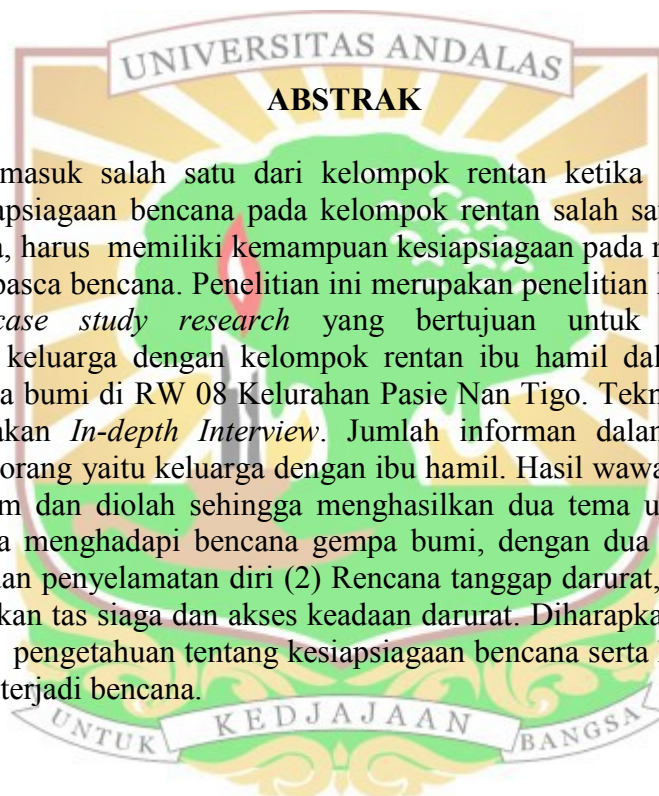 UNIVERSITAS ANDALAS
ABSTRAK
masuk salah satu dari kelompok rentan ketika
apsiagaan bencana pada kelompok rentan salah sat
, harus memiliki kemampuan kesiapsiagaan pada
pasca bencana. Penelitian ini merupakan penelitian
case study research yang bertujuan untuk
keluarga dengan kelompok rentan ibu hamil dal
a bumi di RW 08 Kelurahan Pasie Nan Tigo. Tekn
akan In-depth Interview. Jumlah informan dalan
orang yaitu keluarga dengan ibu hamil. Hasil wawa
m dan diolah sehingga menghasilkan dua tema u
a menghadapi bencana gempa bumi, dengan dua
dan penyelamatan diri (2) Rencana tanggap darurat,
kan tas siaga dan akses keadaan darurat. Diharapka
pengetahuan tentang kesiapsiagaan bencana serta
terjadi bencana.
UNTUK KEDJAJAAN BANGSA